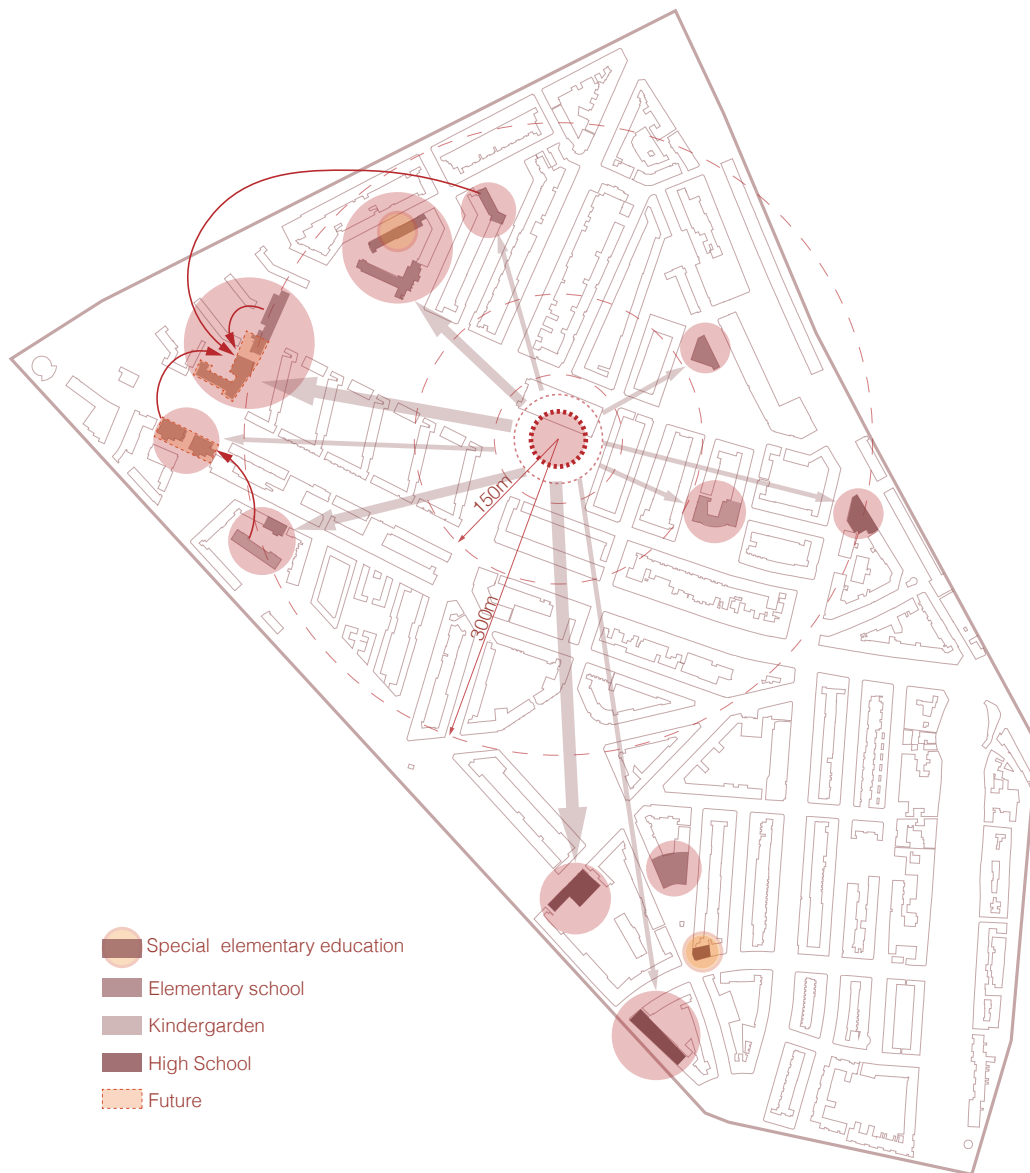 150m
300m
Special elementary education
Elementary school
Kindergarden
High School
Future